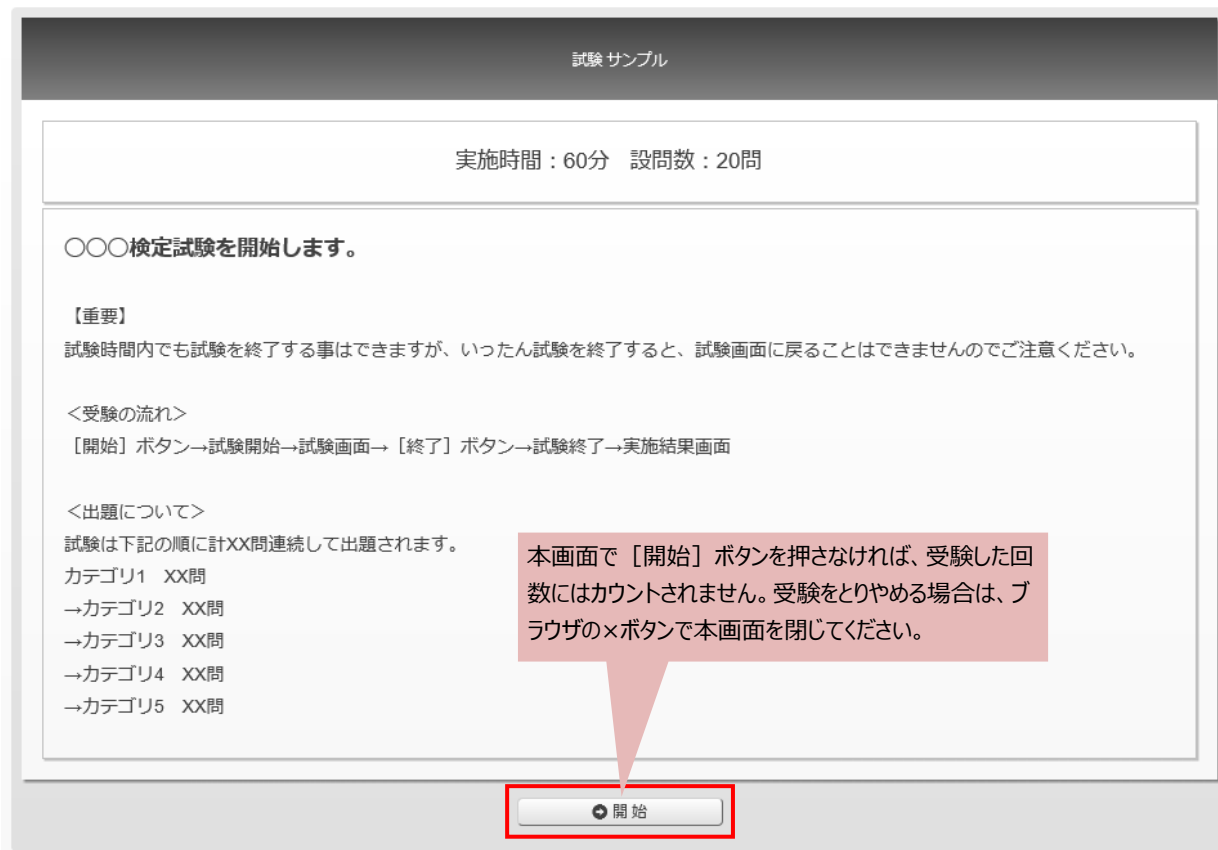 試験 サンプル
実施時間：60分　設問数：20問
○○○検定試験を開始します。
【重要】
試験時間内でも試験を終了する事はできますが、いったん試験を終了すると、試験画面に戻ることはできませんのでご注意ください。
＜受験の流れ＞
［開始］ボタン→試験開始→試験画面→［終了］ボタン→試験終了→実施結果画面
＜出題について＞
試験は下記の順に計XX問連続して出題されます。
カテゴリ1　XX問
→カテゴリ2　XX問
→カテゴリ3　XX問
→カテゴリ4　XX問
→カテゴリ5　XX問
本画面で［開始］ボタンを押さなければ、受験した回
数にはカウントされません。受験をとりやめる場合は、ブ
ラウザの×ボタンで本画面を閉じてください。
開 始